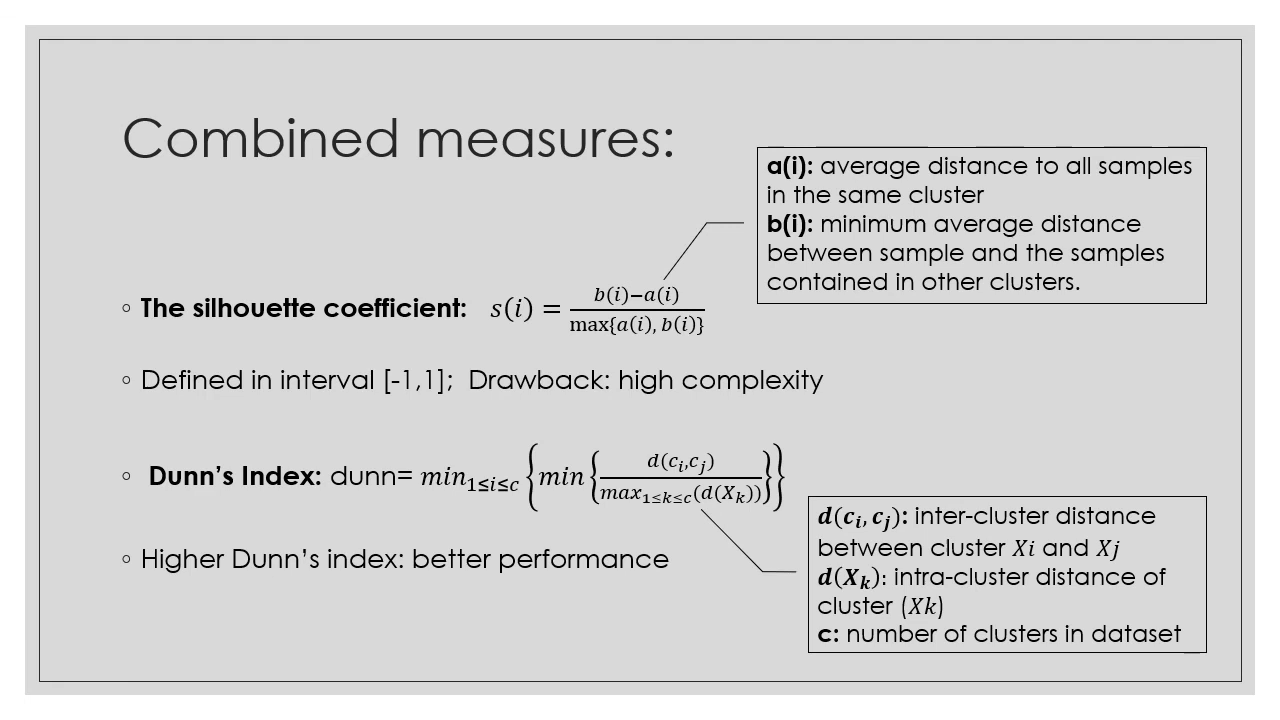 Combined measures:
a(i): average distance to all samples
in the same cluster
b(i): minimum average distance
between sample and the samples
contained in other clusters.
◦ The silhouette coefficient: s(i) = b(i)−a(i) / max{a(i), b(i)}
◦ Defined in interval [-1,1]; Drawback: high complexity
◦ Dunn’s Index: dunn= min₁≤i≤c {min {d(cᵢ,cⱼ) / max₁≤k≤c(d(Xₖ))}}
◦ Higher Dunn’s index: better performance
d(cᵢ, cⱼ): inter-cluster distance
between cluster Xi and Xj
d(Xₖ): intra-cluster distance of
cluster (Xk)
c: number of clusters in dataset